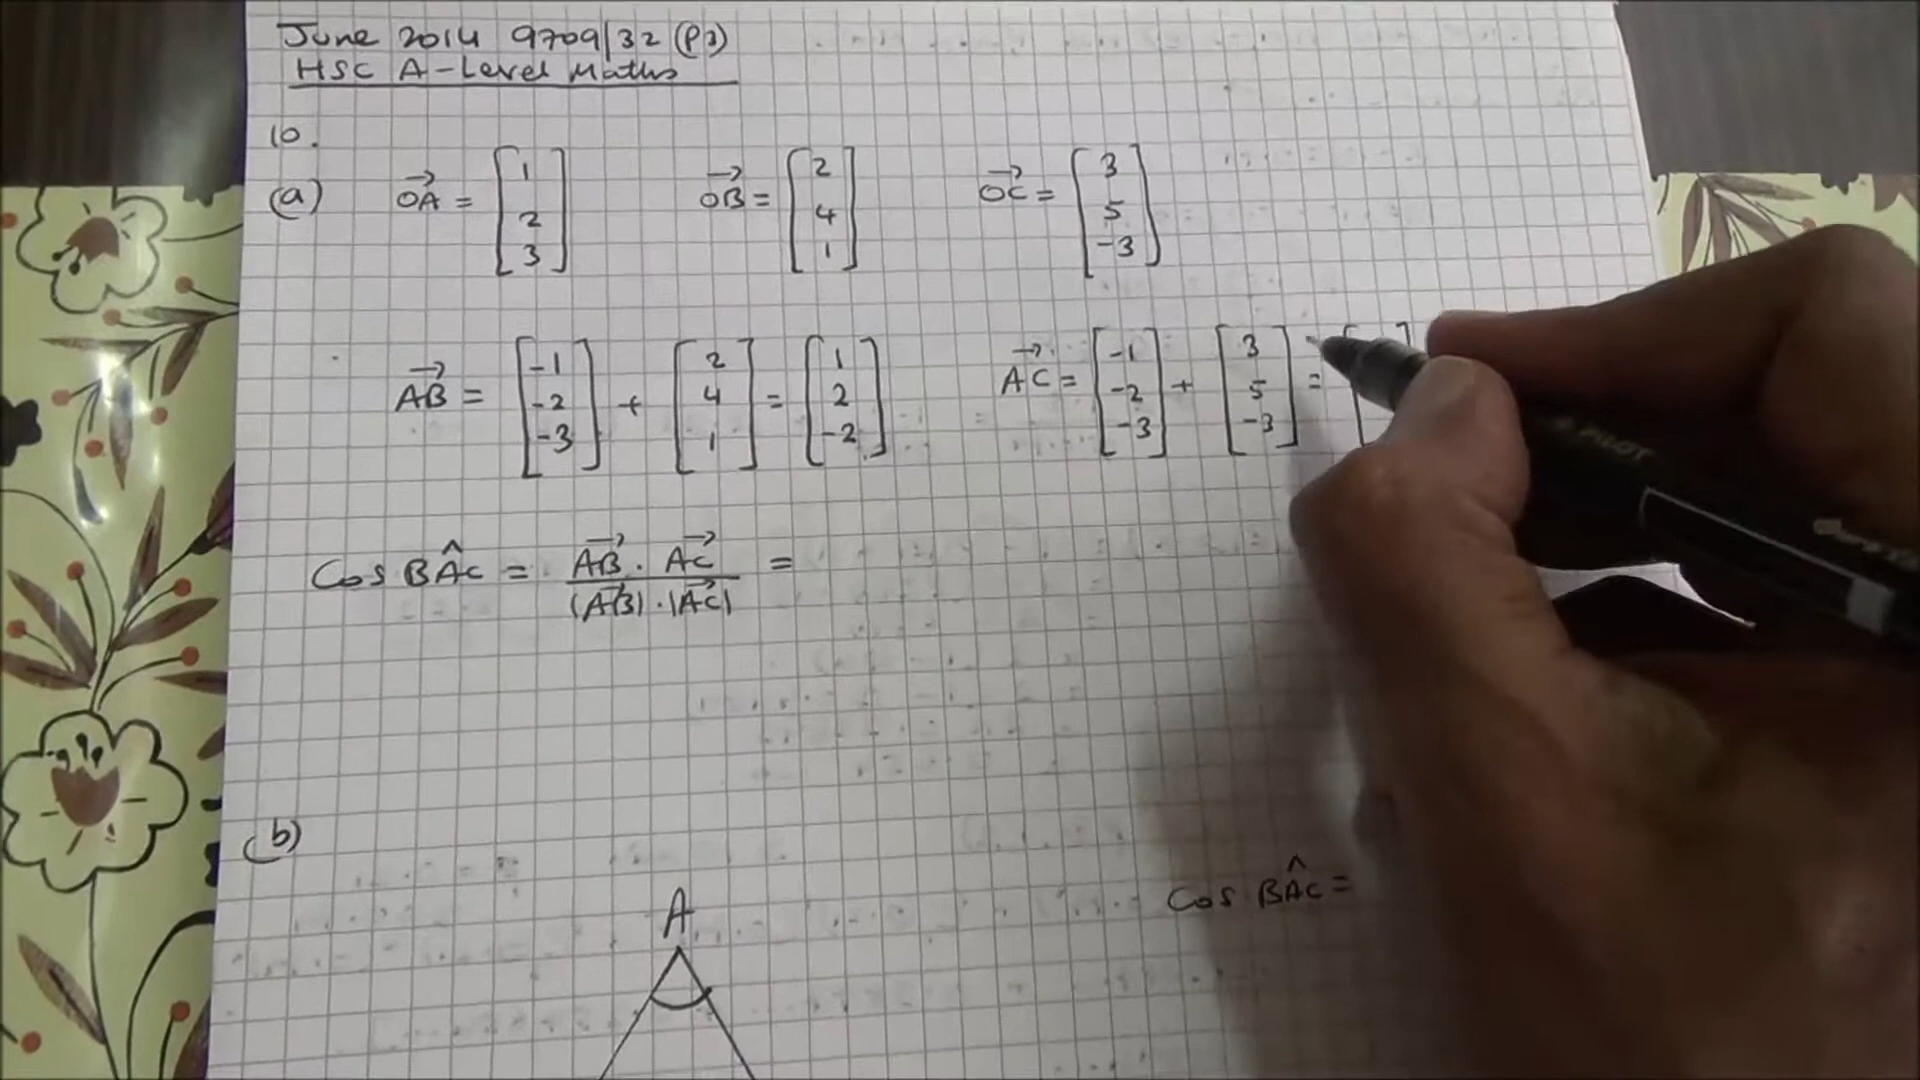 June 2014 9709/32 (P3)
HSC A-Level Maths
10.
(a) OA→ = [1 2 3] OB→ = [2 4 1] OC→ = [3 5 -3]
AB→ = [-1 -2 -3] + [2 4 1] = [1 2 -2] AC→ = [-1 -2 -3] + [3 5 -3] = [
Cos BÂC = AB→ . AC→ / |AB→| . |AC→| =
PILOT
(b)
Cos BÂC =
A